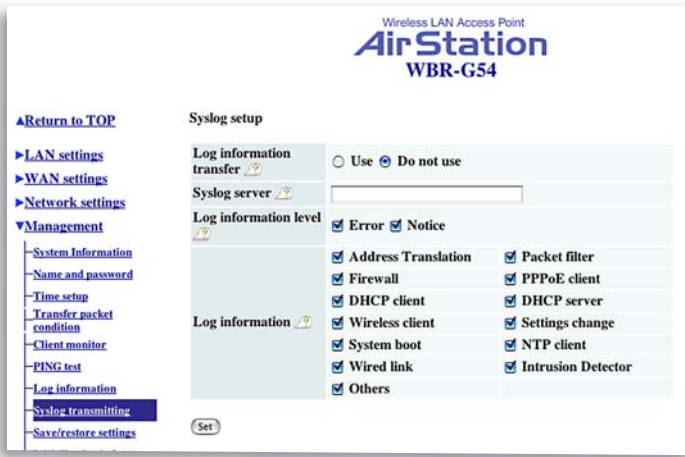 Wireless LAN Access Point
AirStation
WBR-G54
▲Return to TOP
►LAN settings
►WAN settings
►Network settings
▼Management
System Information
Name and password
Time setup
Transfer packet condition
Client monitor
PING test
Log information
Syslog transmitting
Save/restore settings
Syslog setup
Log information transfer Use Do not use
Syslog server
Log information level Error Notice
Log information
Address Translation Packet filter
Firewall PPPoE client
DHCP client DHCP server
Wireless client Settings change
System boot NTP client
Wired link Intrusion Detector
Others
Set